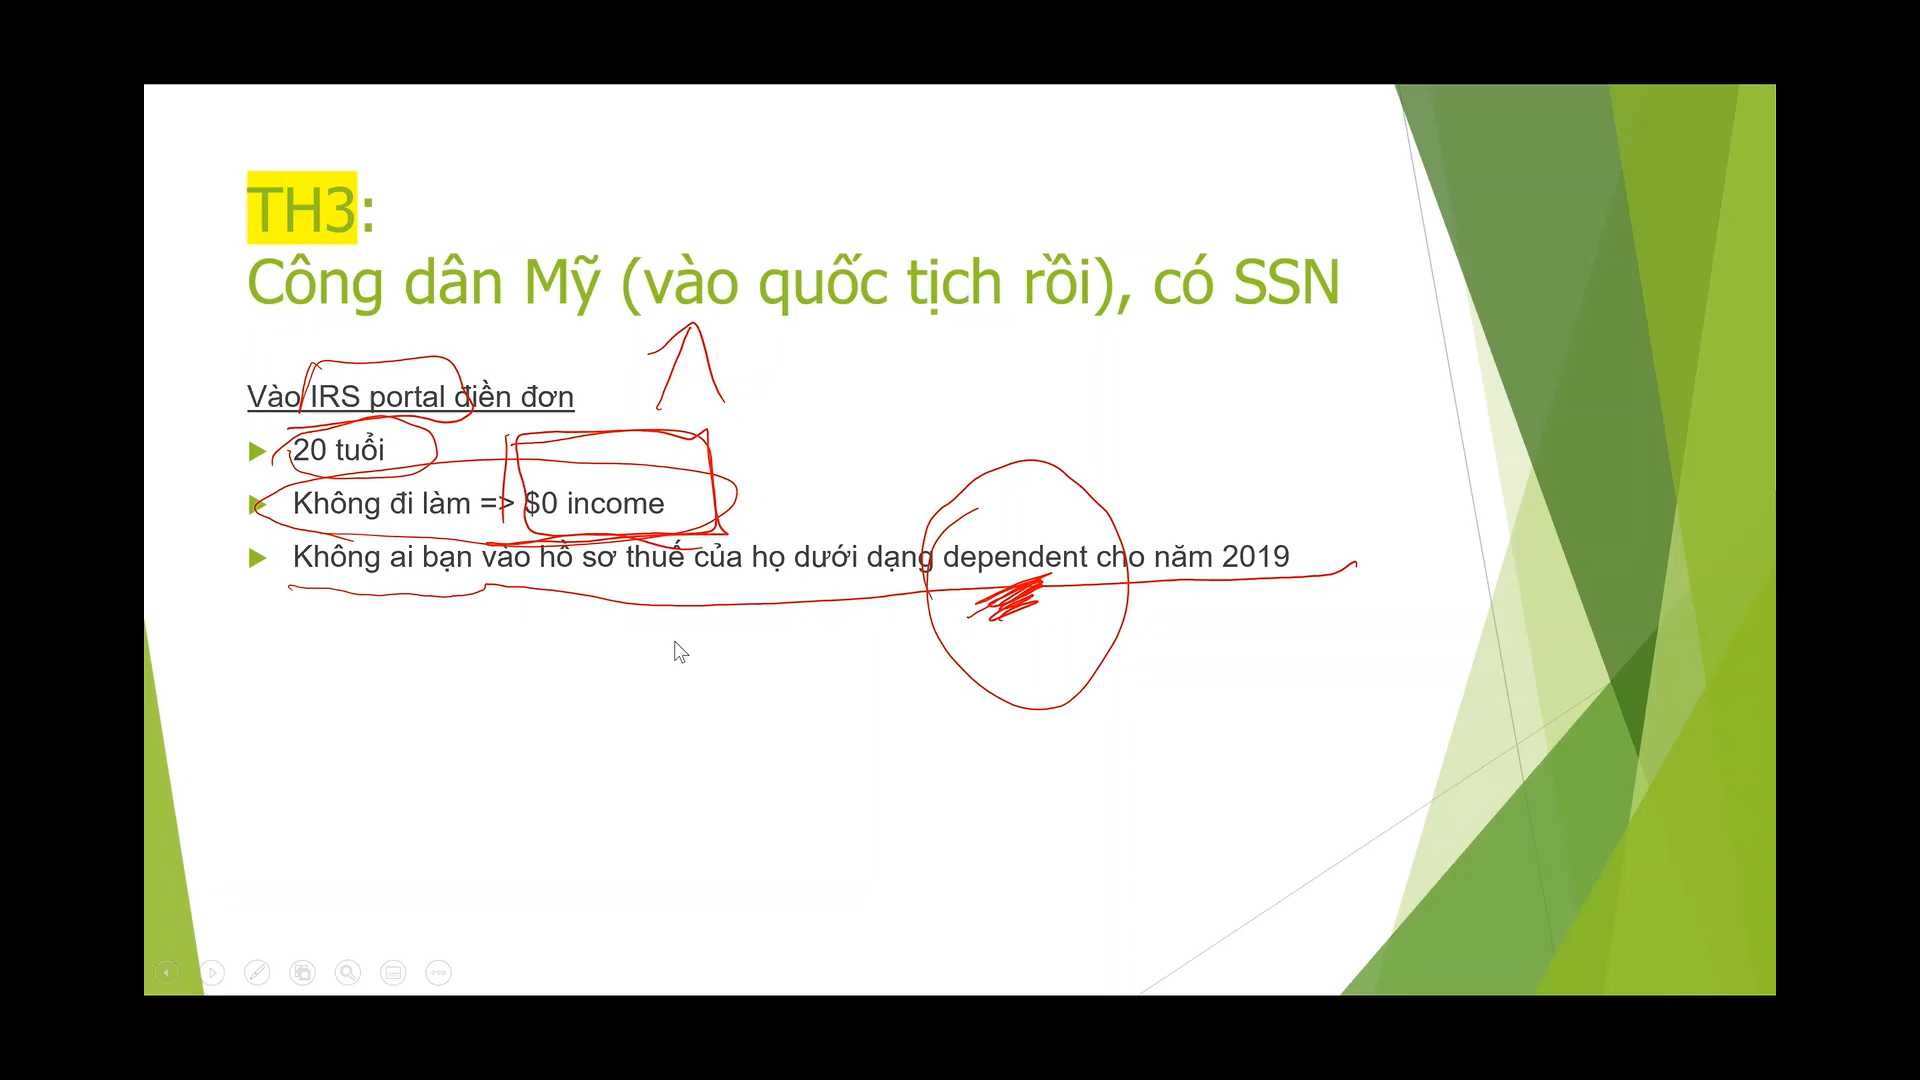 TH3:
Công dân Mỹ (vào quốc tịch rồi), có SSN
Vào IRS portal điền đơn
20 tuổi
Không đi làm => $0 income
Không ai bạn vào hồ sơ thuế của họ dưới dạng dependent cho năm 2019